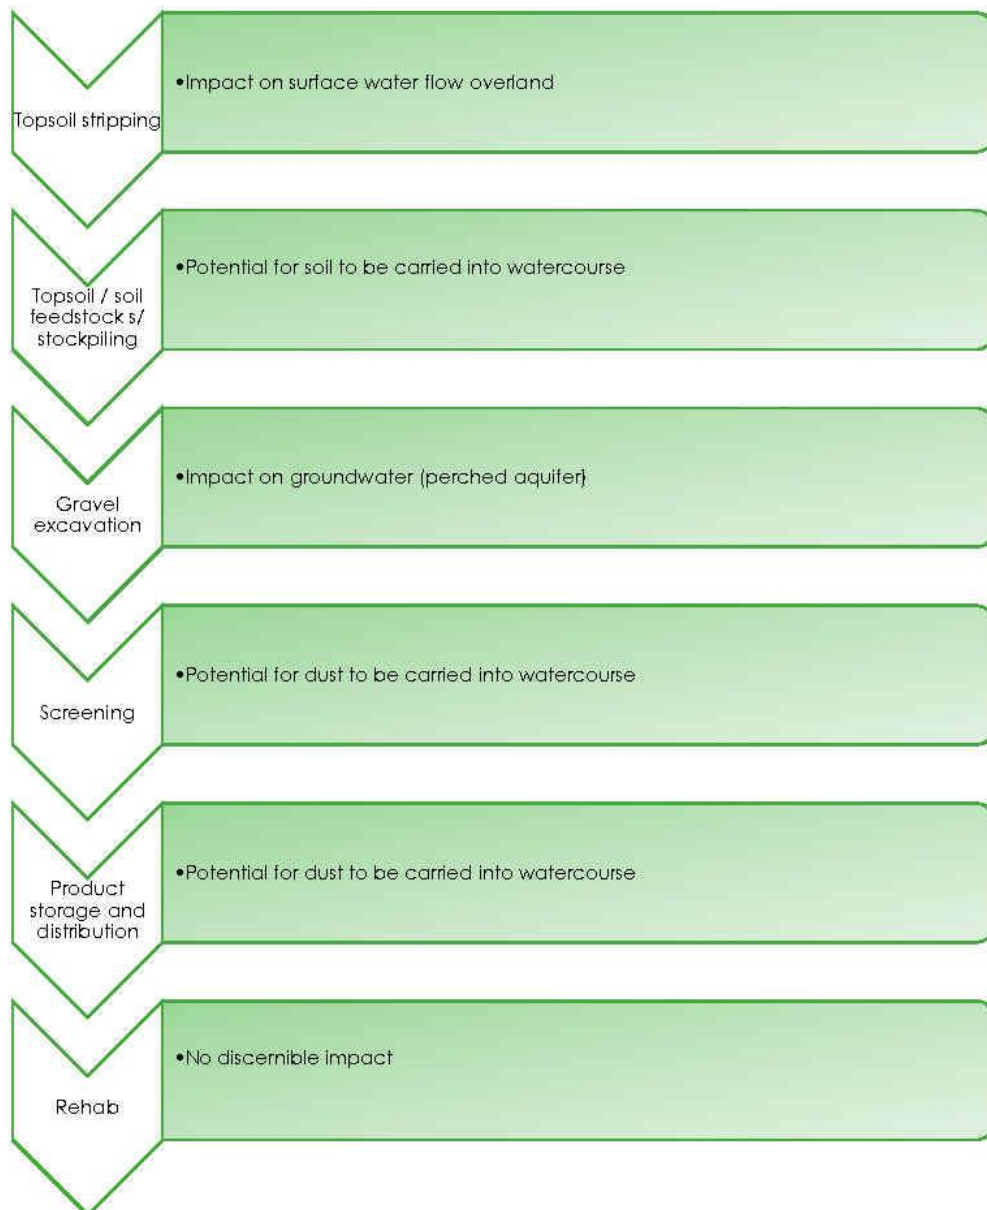 Topsoil stripping
•Impact on surface water flow overland
Topsoil / soil
feedstock s/
stockpiling
•Potential for soil to be carried into watercourse
Gravel
excavation
•Impact on groundwater (perched aquifer)
Screening
•Potential for dust to be carried into watercourse
Product
storage and
distribution
•Potential for dust to be carried into watercourse
Rehab
•No discernible impact